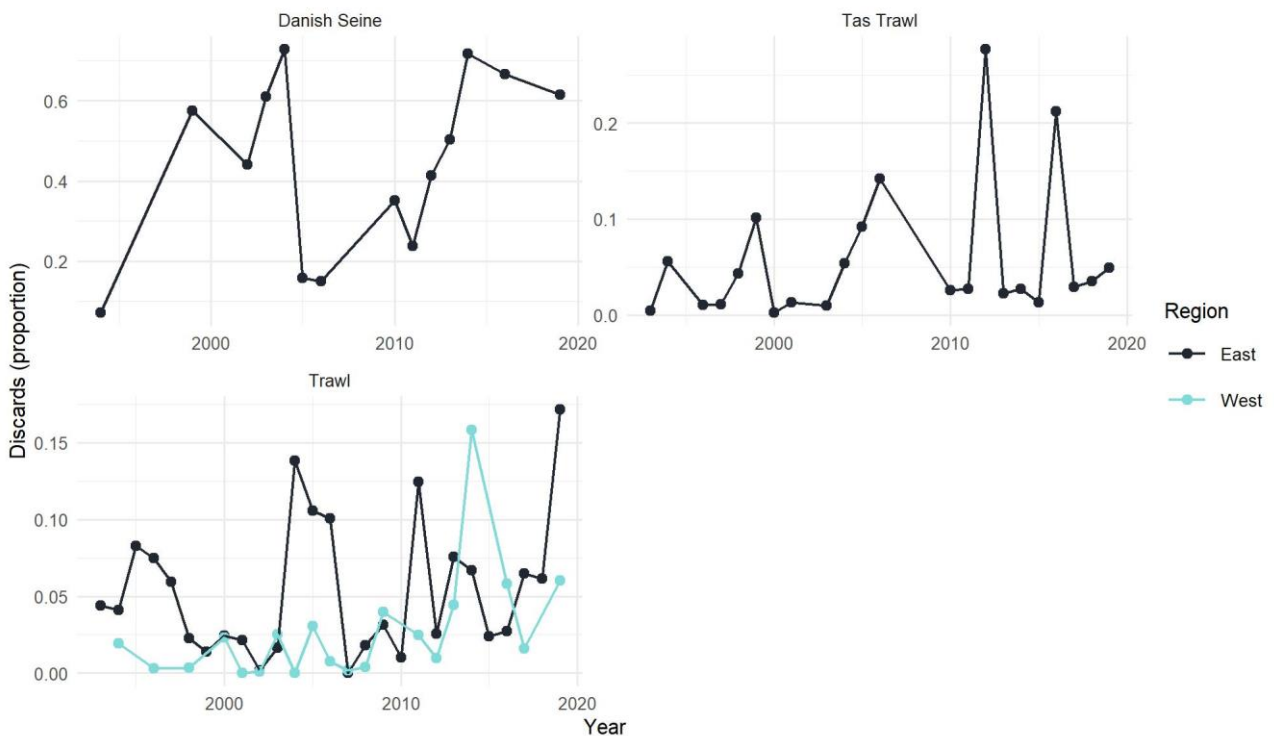 Danish Seine
Tas Trawl
0.6
0.4
0.2
2000
2010
2020
0.2
0.1
0.0
2000
2010
2020
Trawl
0.15
0.10
0.05
0.00
2000
2010
2020
Discards (proportion)
Year
Region
East
West